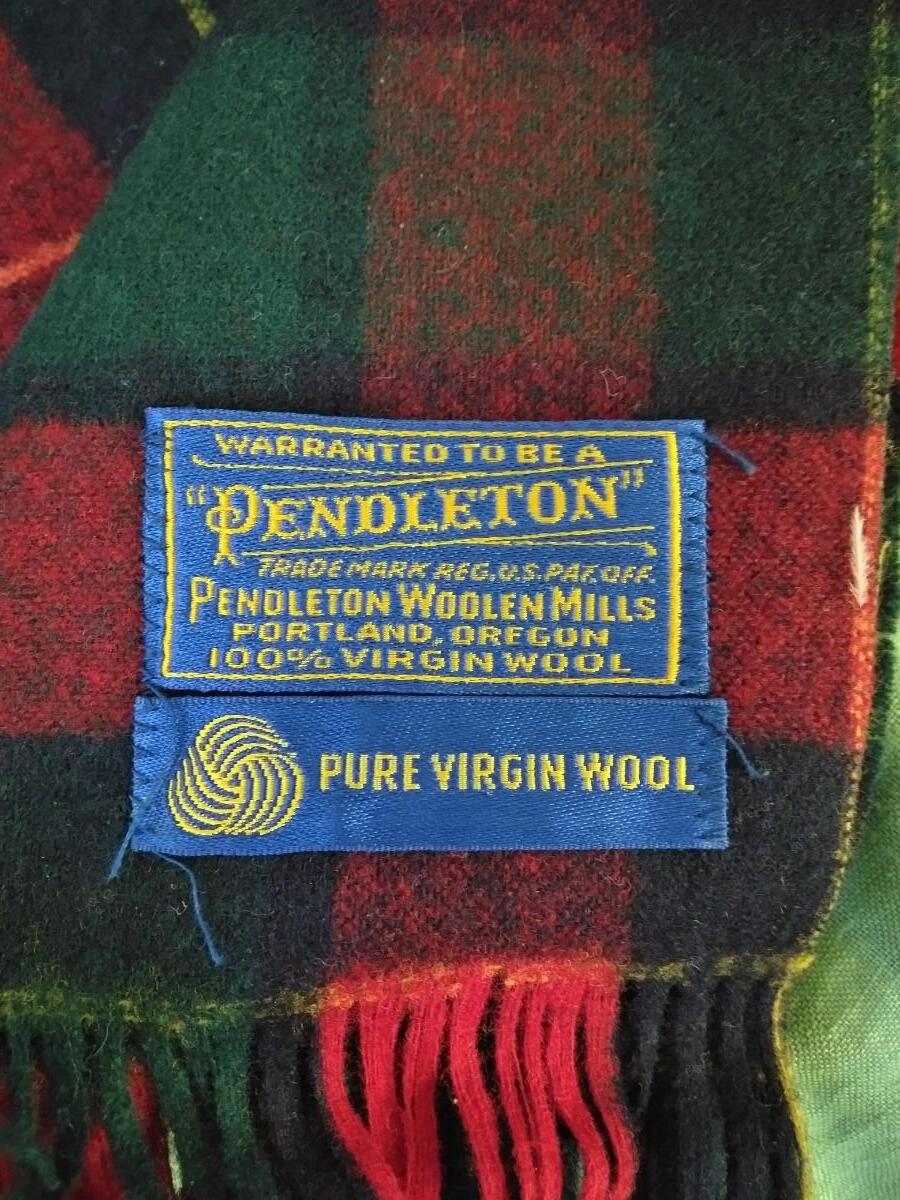 WARRANTED TO BE A
"PENDLETON"
TRADE MARK REG. U.S. PAT. OFF.
PENDLETON WOOLEN MILLS
PORTLAND, OREGON
100% VIRGIN WOOL
PURE VIRGIN WOOL